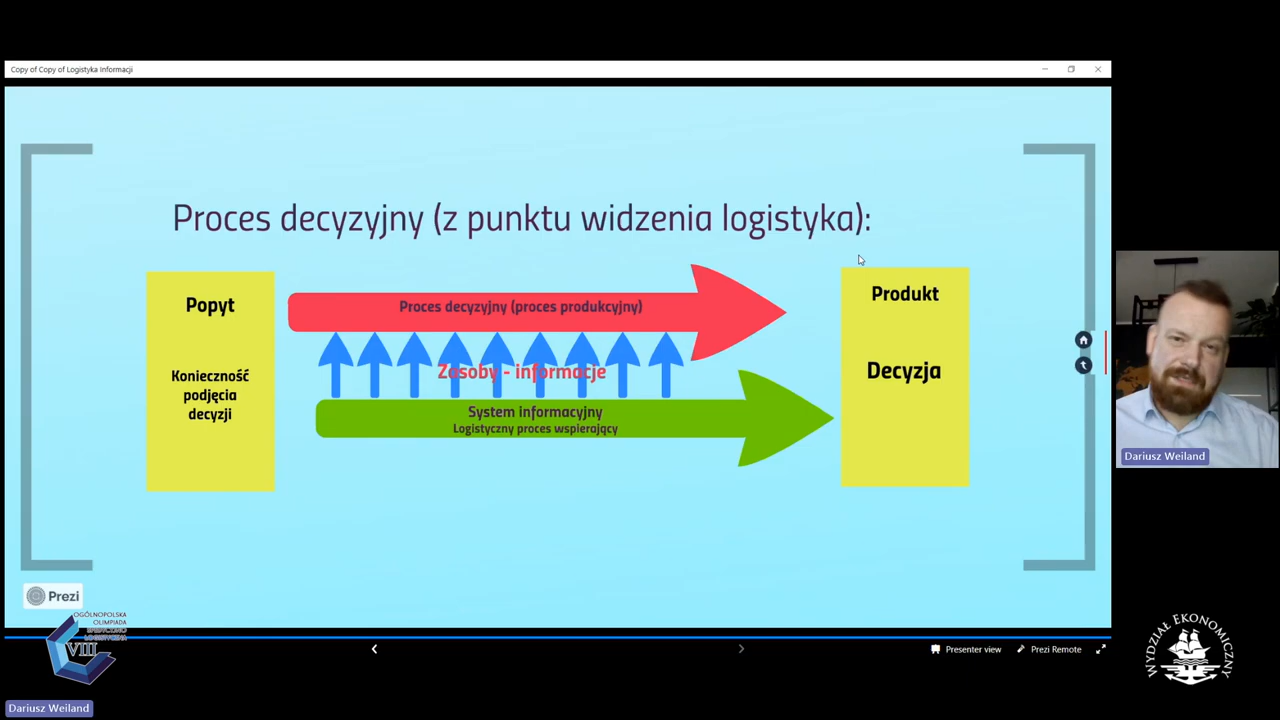 Copy of Copy of Logistyka Informacji
Proces decyzyjny (z punktu widzenia logistyka):
Popyt
Konieczność
podjęcia
decyzji
Proces decyzyjny (proces produkcyjny)
Zasoby - informacje
System informacyjny
Logistyczny proces wspierający
Produkt
Decyzja
Dariusz Weiland
Prezi
OGÓLNOPOLSKA
OLIMPIADA
LOGISTYCZNA
VIII
Presenter view
Prezi Remote
WYDZIAŁ EKONOMICZNY
Dariusz Weiland